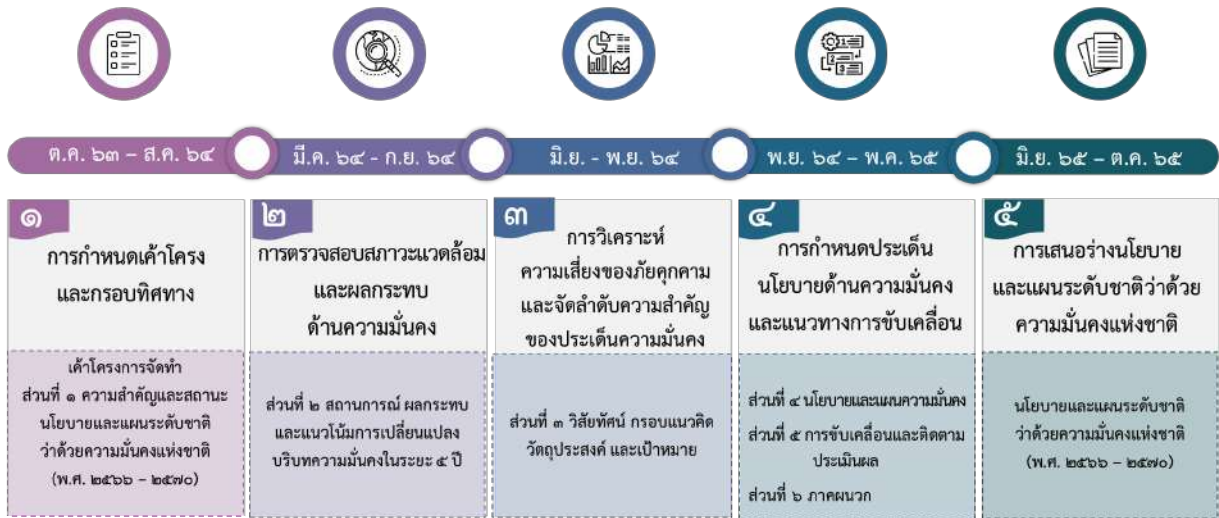 ต.ค. ๖๓ – ส.ค. ๖๔
มี.ค. ๖๔ - ก.ย. ๖๔
มิ.ย. - พ.ย. ๖๔
พ.ย. ๖๔ – พ.ค. ๖๕
มิ.ย. ๖๕ – ต.ค. ๖๕
๑
การกำหนดเค้าโครง
และกรอบทิศทาง
เค้าโครงการจัดทำ
ส่วนที่ ๑ ความสำคัญและสถานะ
นโยบายและแผนระดับชาติ
ว่าด้วยความมั่นคงแห่งชาติ
(พ.ศ. ๒๕๖๖ – ๒๕๗๐)
๒
การตรวจสอบสภาวะแวดล้อม
และผลกระทบ
ด้านความมั่นคง
ส่วนที่ ๒ สถานการณ์ ผลกระทบ
และแนวโน้มการเปลี่ยนแปลง
บริบทความมั่นคงในระยะ ๕ ปี
๓
การวิเคราะห์
ความเสี่ยงของภัยคุกคาม
และจัดลำดับความสำคัญ
ของประเด็นความมั่นคง
ส่วนที่ ๓ วิสัยทัศน์ กรอบแนวคิด
วัตถุประสงค์ และเป้าหมาย
๔
การกำหนดประเด็น
นโยบายด้านความมั่นคง
และแนวทางการขับเคลื่อน
ส่วนที่ ๔ นโยบายและแผนความมั่นคง
ส่วนที่ ๕ การขับเคลื่อนและติดตาม
ประเมินผล
ส่วนที่ ๖ ภาคผนวก
๕
การเสนอร่างนโยบาย
และแผนระดับชาติว่าด้วย
ความมั่นคงแห่งชาติ
นโยบายและแผนระดับชาติ
ว่าด้วยความมั่นคงแห่งชาติ
(พ.ศ. ๒๕๖๖ – ๒๕๗๐)